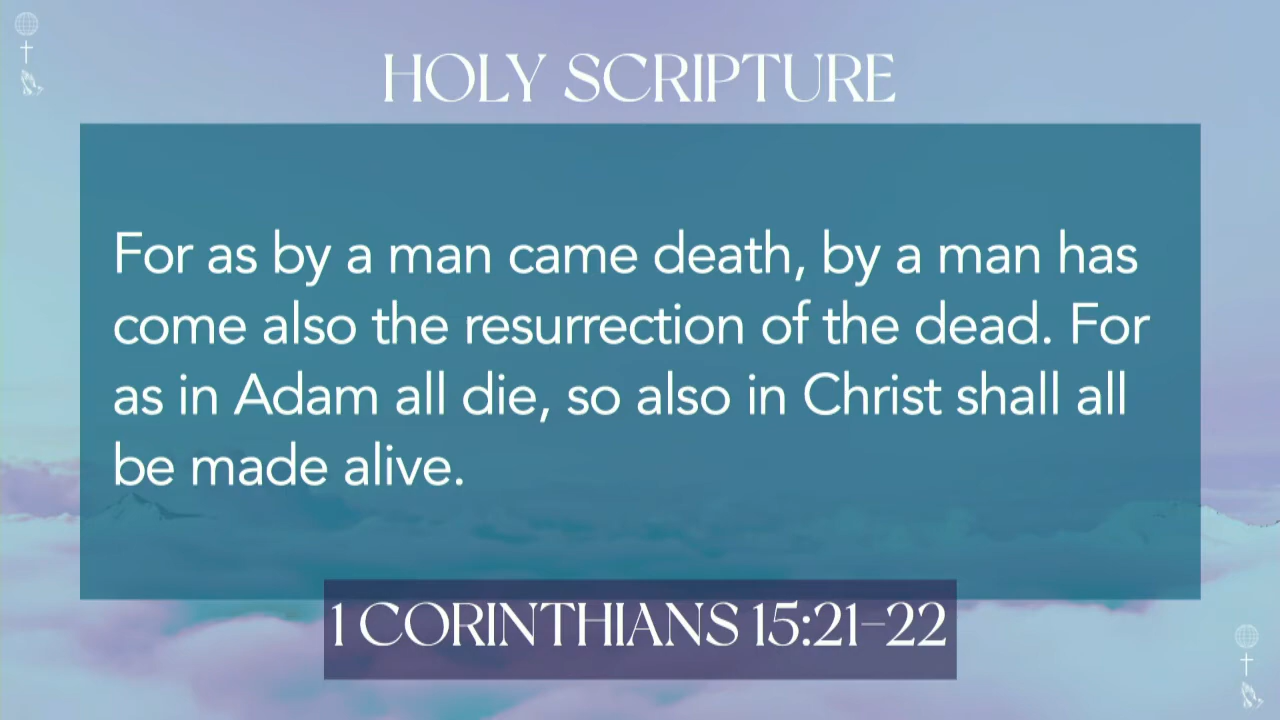 HOLY SCRIPTURE
For as by a man came death, by a man has
come also the resurrection of the dead. For
as in Adam all die, so also in Christ shall all
be made alive.
1 CORINTHIANS 15:21–22